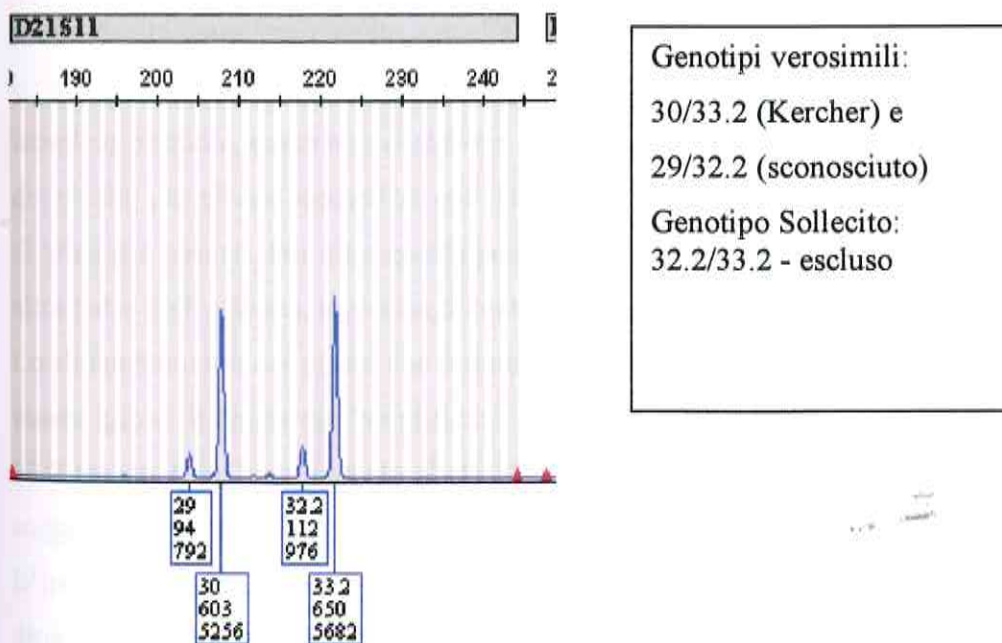 D21S11
190 200 210 220 230 240 2
29
94
792
32.2
112
976
30
603
5256
33.2
650
5682
Genotipi verosimili:
30/33.2 (Kercher) e
29/32.2 (sconosciuto)
Genotipo Sollecito:
32.2/33.2 - escluso